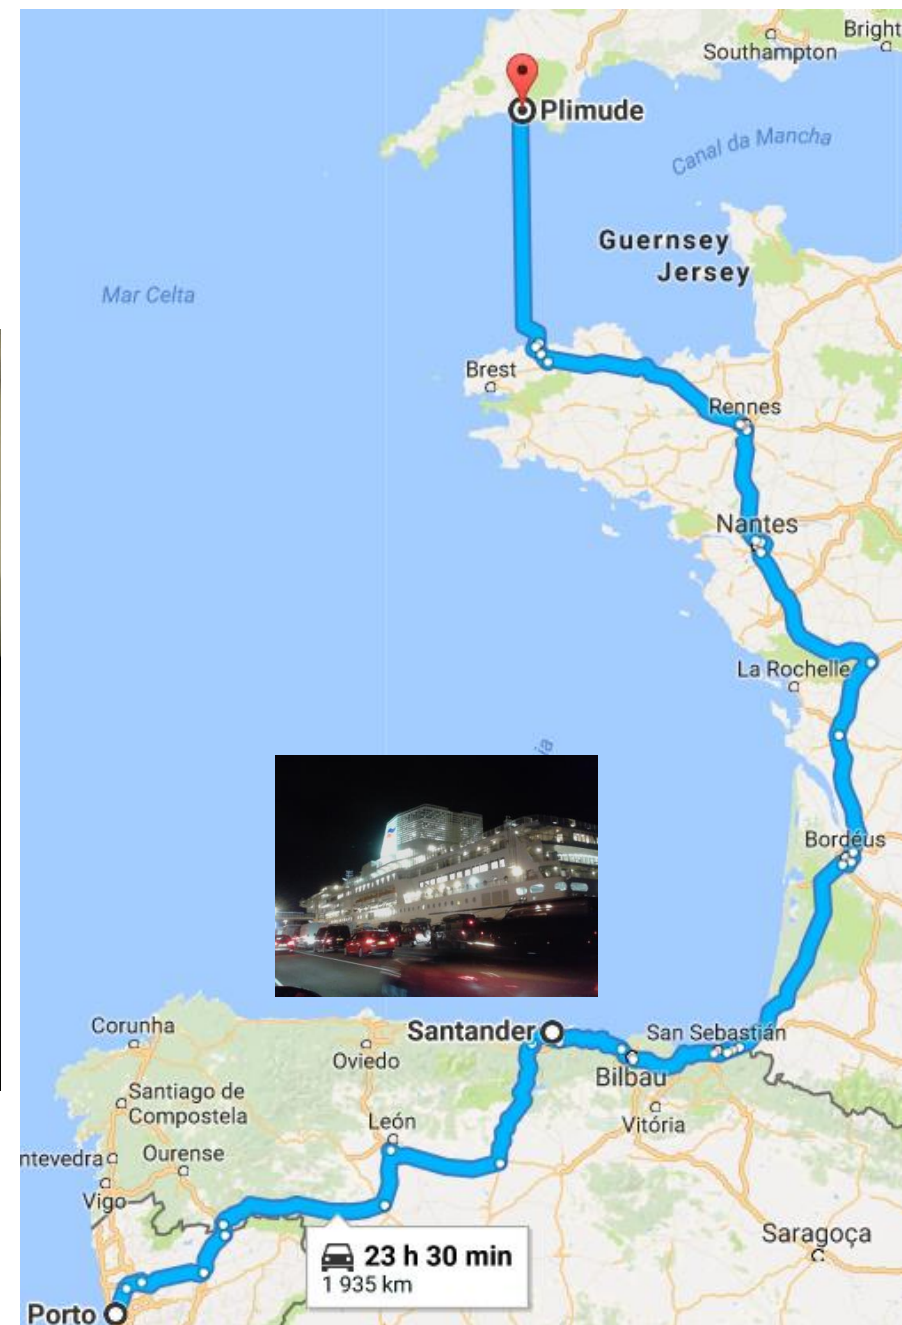 Bright
Southampton
Plimude
Canal da Mancha
Guernsey
Jersey
Mar Celta
Brest
Rennes
Nantes
La Rochelle
Bordéus
Santander
San Sebastián
Corunha
Oviedo
Bilbau
Santiago de
Compostela
Vitória
León
ntevedra
Ourense
Vigo
Saragoça
23 h 30 min
1 935 km
Porto